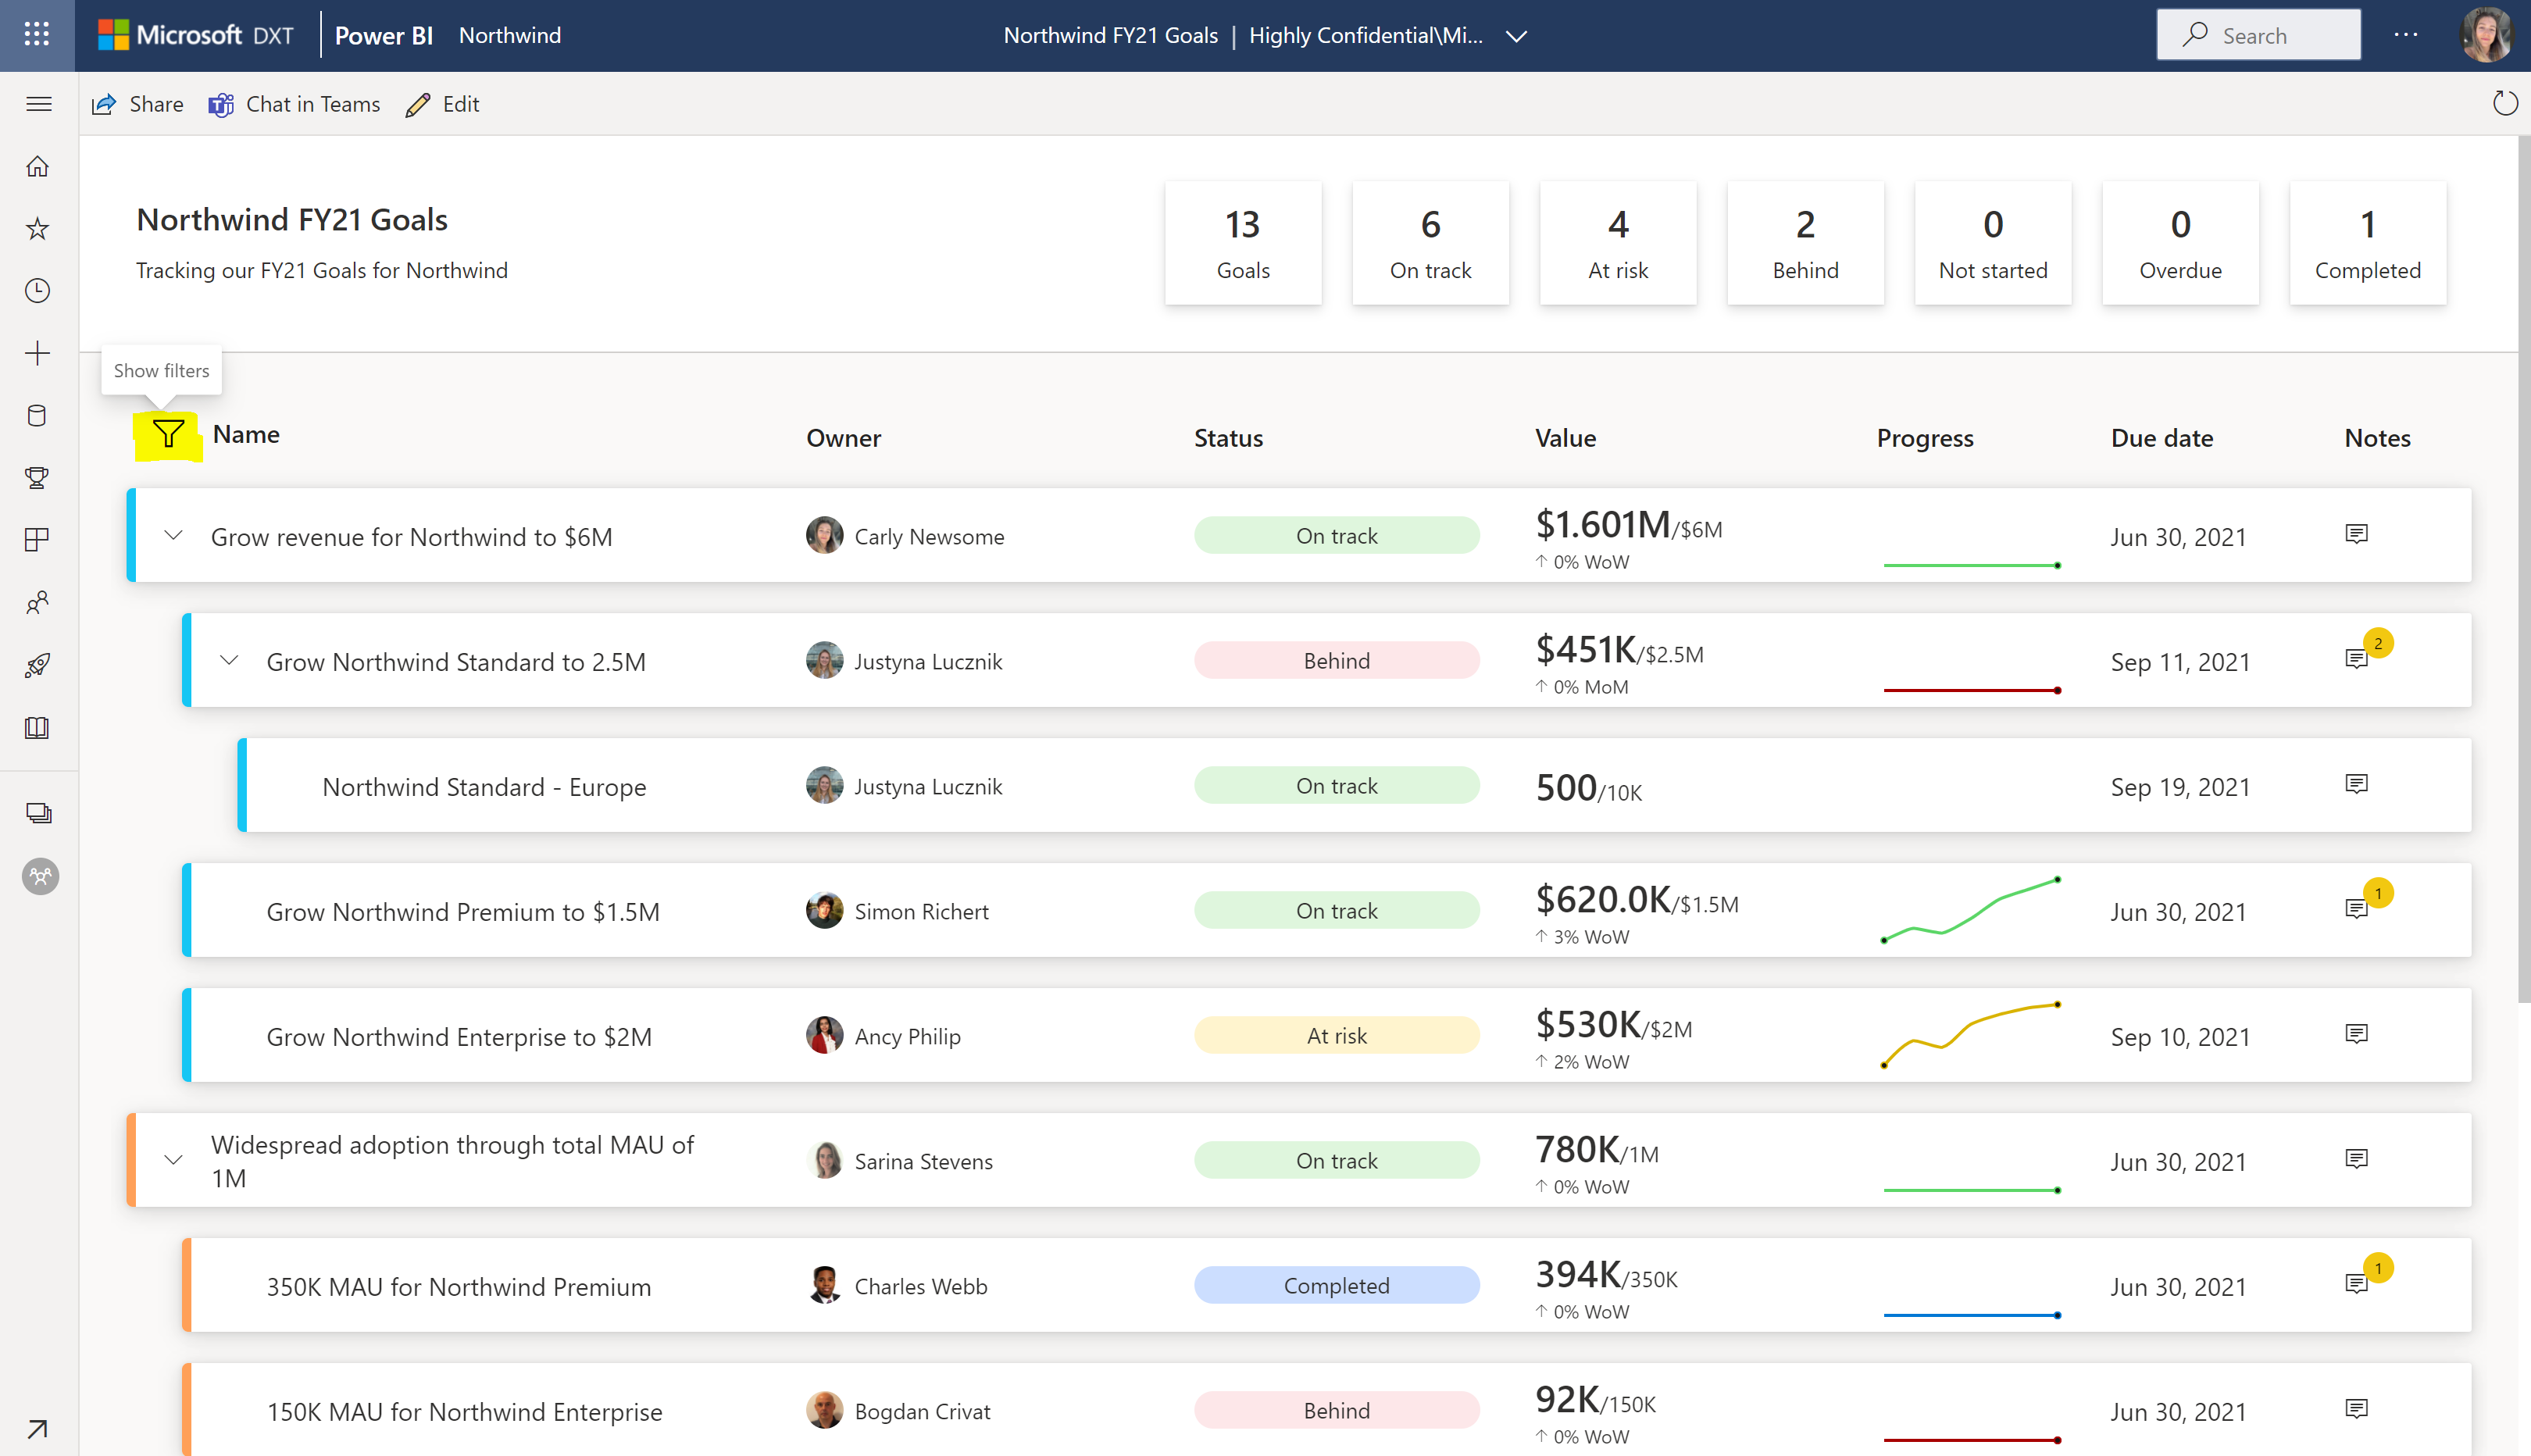 Microsoft DXT Power BI Northwind Northwind FY21 Goals | Highly Confidential\Mi... Search
Share Chat in Teams Edit
Northwind FY21 Goals
Tracking our FY21 Goals for Northwind
13 6 4 2 0 0 1
Goals On track At risk Behind Not started Overdue Completed
Show filters
Name Owner Status Value Progress Due date Notes
Grow revenue for Northwind to $6M Carly Newsome On track $1.601M/$6M Jun 30, 2021
↑ 0% WoW
Grow Northwind Standard to 2.5M Justyna Lucznik Behind $451K/$2.5M Sep 11, 2021 2
↑ 0% MoM
Northwind Standard - Europe Justyna Lucznik On track 500/10K Sep 19, 2021
Grow Northwind Premium to $1.5M Simon Richert On track $620.0K/$1.5M Jun 30, 2021 1
↑ 3% WoW
Grow Northwind Enterprise to $2M Ancy Philip At risk $530K/$2M Sep 10, 2021
↑ 2% WoW
Widespread adoption through total MAU of
1M Sarina Stevens On track 780K/1M Jun 30, 2021
↑ 0% WoW
350K MAU for Northwind Premium Charles Webb Completed 394K/350K Jun 30, 2021 1
↑ 0% WoW
150K MAU for Northwind Enterprise Bogdan Crivat Behind 92K/150K Jun 30, 2021
↑ 0% WoW